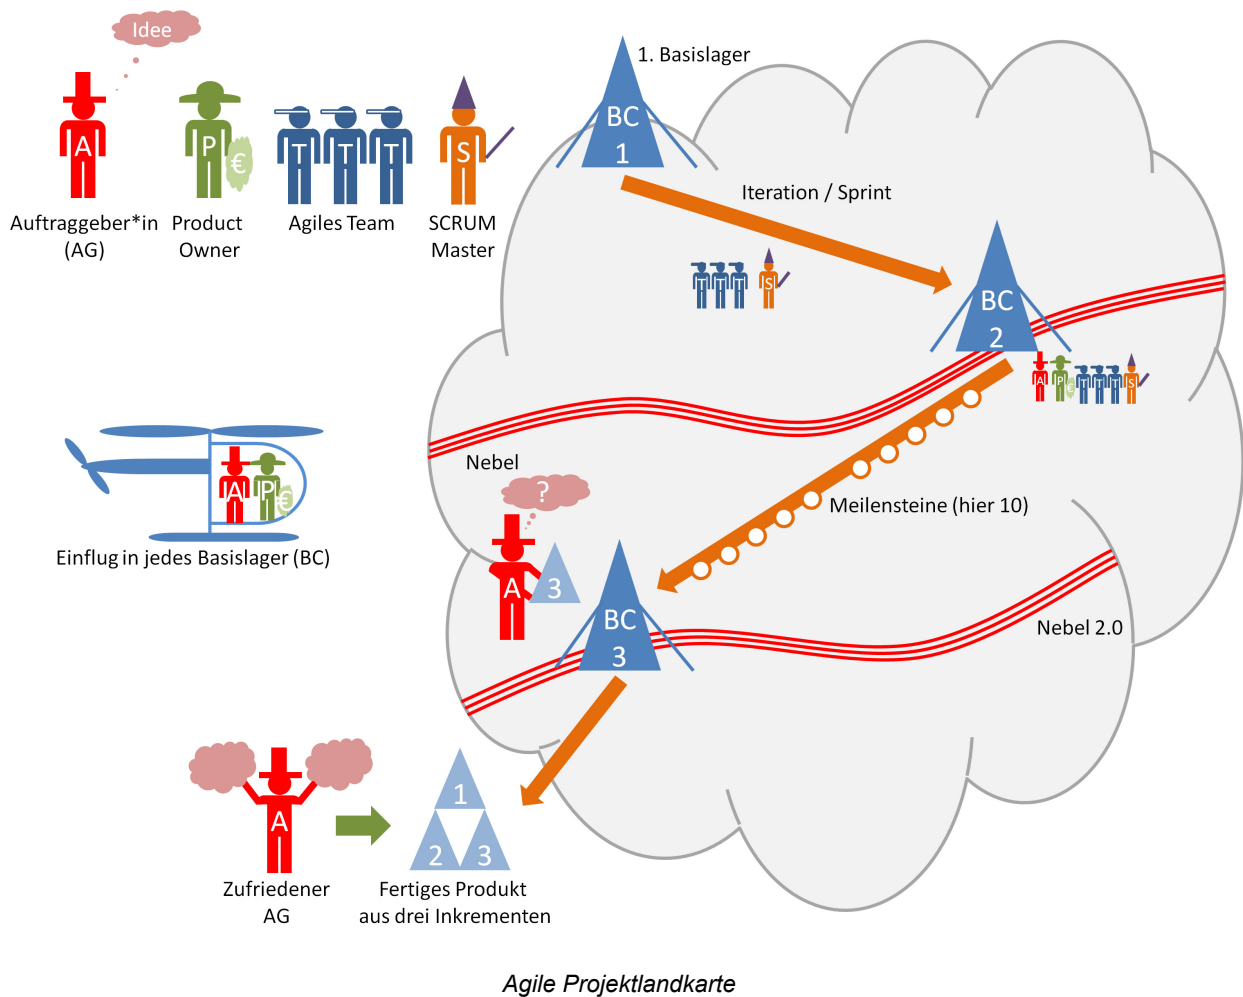 Idee
1. Basislager
A
P
€
T
T
T
S
BC
1
Auftraggeber*in
(AG)
Product
Owner
Agiles Team
SCRUM
Master
Iteration / Sprint
T
T
T
S
BC
2
A
P
€
T
T
T
S
Nebel
A
P
€
?
Meilensteine (hier 10)
Einflug in jedes Basislager (BC)
A
3
BC
3
Nebel 2.0
A
1
2
3
Zufriedener
AG
Fertiges Produkt
aus drei Inkrementen
Agile Projektlandkarte